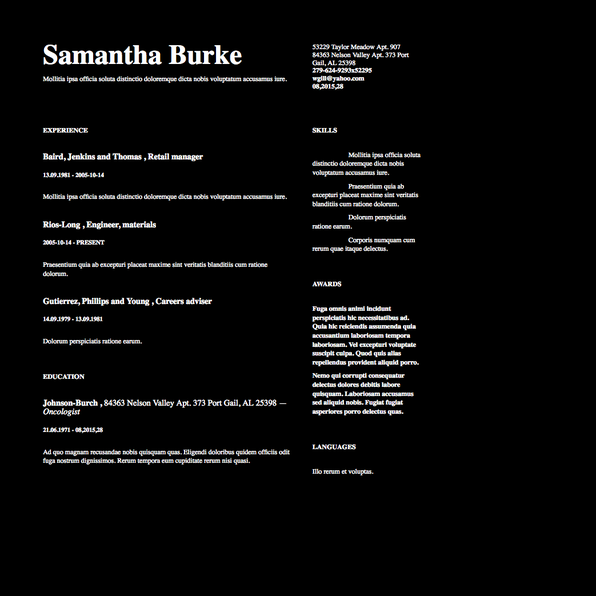 Samantha Burke
Mollitia ipsa officia soluta distinctio doloremque dicta nobis voluptatum accusamus iure.
53229 Taylor Meadow Apt. 907
84363 Nelson Valley Apt. 373 Port
Gail, AL 25398
279-624-9293x52295
wgill@yahoo.com
08,2015,28
EXPERIENCE
Baird, Jenkins and Thomas , Retail manager
13.09.1981 - 2005-10-14
Mollitia ipsa officia soluta distinctio doloremque dicta nobis voluptatum accusamus iure.
Rios-Long , Engineer, materials
2005-10-14 - PRESENT
Praesentium quia ab excepturi placeat maxime sint veritatis blanditiis cum ratione
dolorum.
Gutierrez, Phillips and Young , Careers adviser
14.09.1979 - 13.09.1981
Dolorum perspiciatis ratione earum.
EDUCATION
Johnson-Burch , 84363 Nelson Valley Apt. 373 Port Gail, AL 25398 —
Oncologist
21.06.1971 - 08,2015,28
Ad quo magnam recusandae nobis quisquam quas. Eligendi doloribus quidem officiis odit
fuga nostrum dignissimos. Rerum tempora eum cupiditate rerum nisi quasi.
SKILLS
Mollitia ipsa officia soluta
distinctio doloremque dicta nobis
voluptatum accusamus iure.
Praesentium quia ab
excepturi placeat maxime sint veritatis
blanditiis cum ratione dolorum.
Dolorum perspiciatis
ratione earum.
Corporis numquam cum
rerum quae itaque delectus.
AWARDS
Fuga omnis animi incidunt
perspiciatis hic necessitatibus ad.
Quia hic reiciendis assumenda quia
accusantium laboriosam tempora
laboriosam. Vel excepturi voluptate
suscipit culpa. Quod quis alias
repellendus eligendi aliquid porro.
Nemo qui corrupti consequatur
delectus dolores debitis labore
quisquam. Laboriosam accusamus
sed aliquid nobis. Fugiat fugiat
asperiores porro delectus quas.
LANGUAGES
Illo rerum et voluptas.